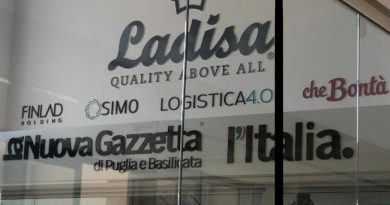 Ladisa®
QUALITY ABOVE ALL
FINLAD
HOLDING
SIMO
LOGISTICA4.0
che Bontà
Nuova Gazzetta
di Puglia e Basilicata
l'Italia.